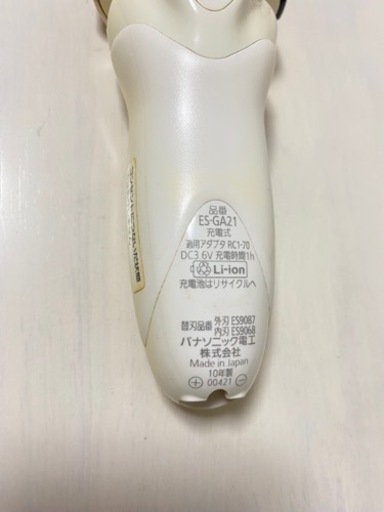 品番
ES-GA21
充電式
適用アダプタ RC1-70
DC3.6V 充電時間1h
Li-ion
充電池はリサイクルへ
替刃品番 外刃 ES9087
内刃 ES9068
パナソニック電工
株式会社
Made in Japan
10年製
00421